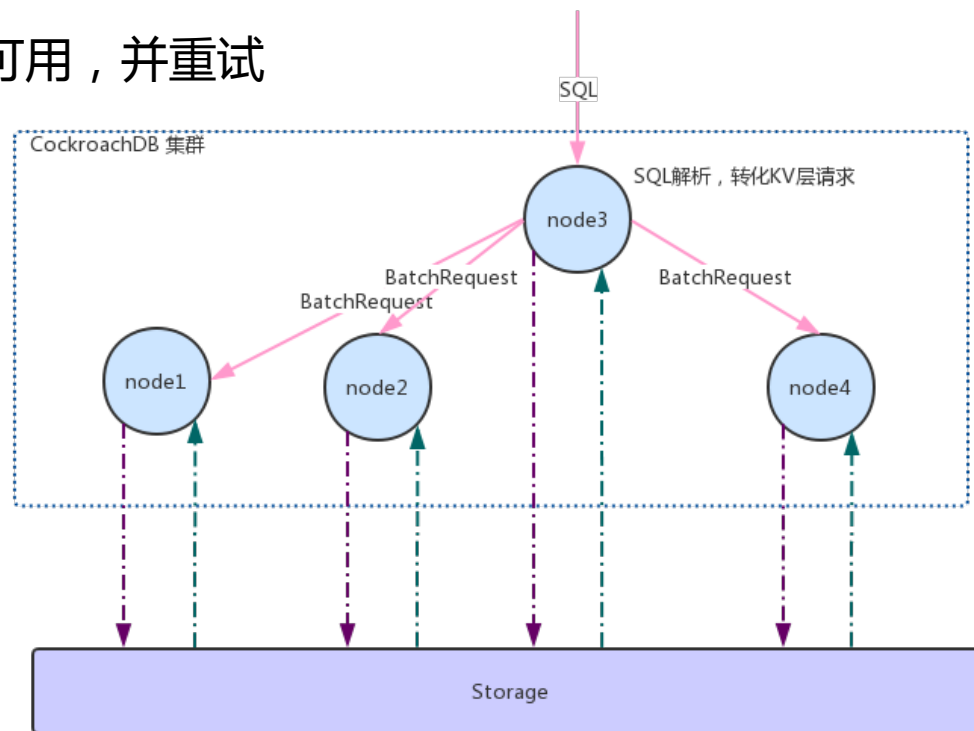 可用，并重试
SQL
CockroachDB 集群
SQL解析，转化KV层请求
node3
BatchRequest
BatchRequest
BatchRequest
node1
node2
node4
Storage